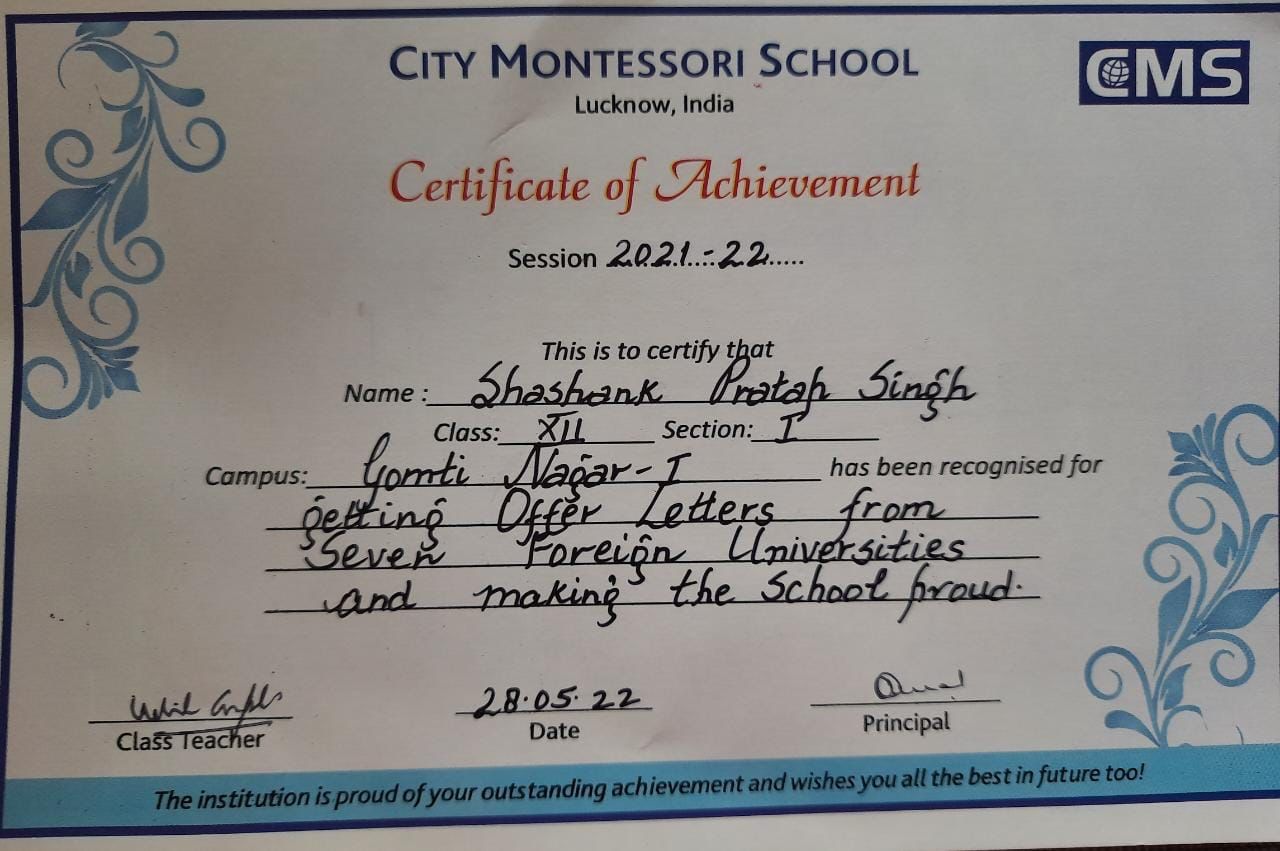 CITY MONTESSORI SCHOOL
CMS
Lucknow, India
Certificate of Achievement
Session 2021-22
This is to certify that
Name : Shashank Pratap Singh
Class: XII Section: I
Campus: Gomti Nagar-I has been recognised for
getting Offer Letters from
Seven Foreign Universities
and making the School proud.
28.05.22
Class Teacher Date Principal
The institution is proud of your outstanding achievement and wishes you all the best in future too!